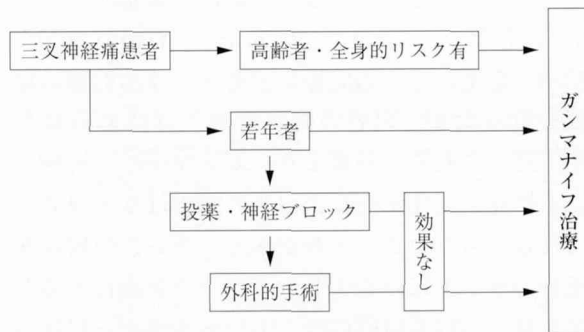 三叉神経痛患者
高齢者・全身的リスク有
若年者
投薬・神経ブロック
外科的手術
効果なし
ガンマナイフ治療